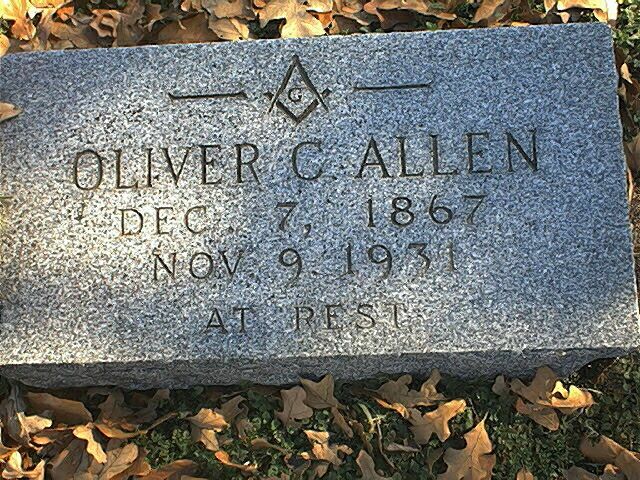 G
OLIVER C. ALLEN
DEC. 7, 1867
NOV. 9, 1931
AT REST